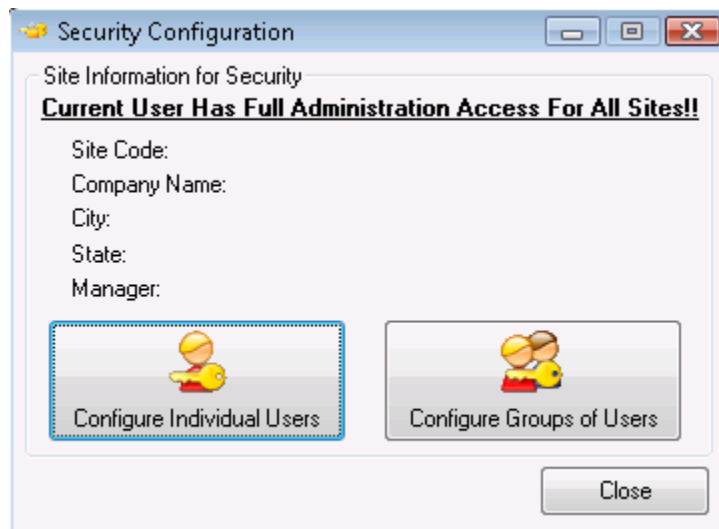 Security Configuration
Site Information for Security
Current User Has Full Administration Access For All Sites!!
Site Code:
Company Name:
City:
State:
Manager:
Configure Individual Users
Configure Groups of Users
Close